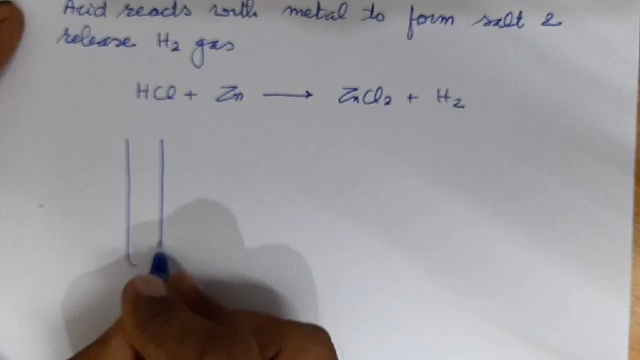 Acid reacts with metal to form salt &
release H2 gas
HCl + Zn ⟶ ZnCl2 + H2